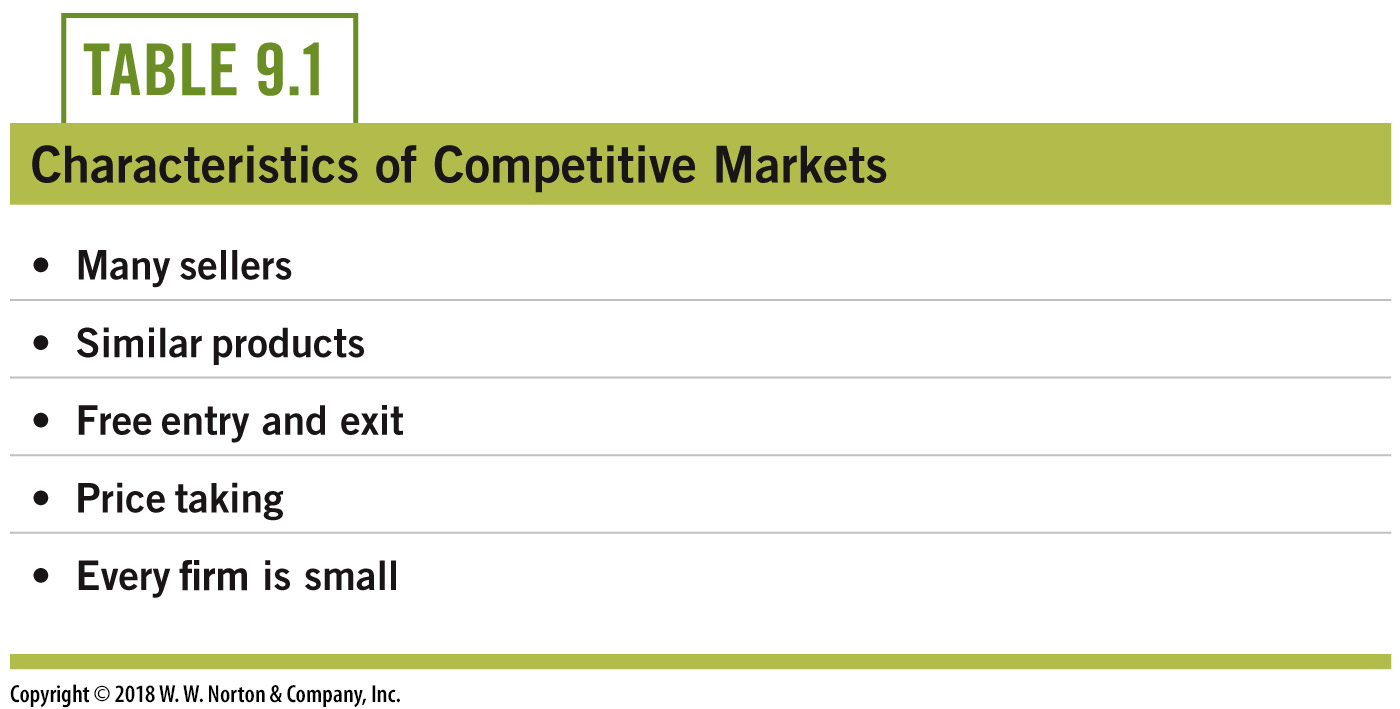 TABLE 9.1
Characteristics of Competitive Markets
• Many sellers
• Similar products
• Free entry and exit
• Price taking
• Every firm is small
Copyright © 2018 W. W. Norton & Company, Inc.